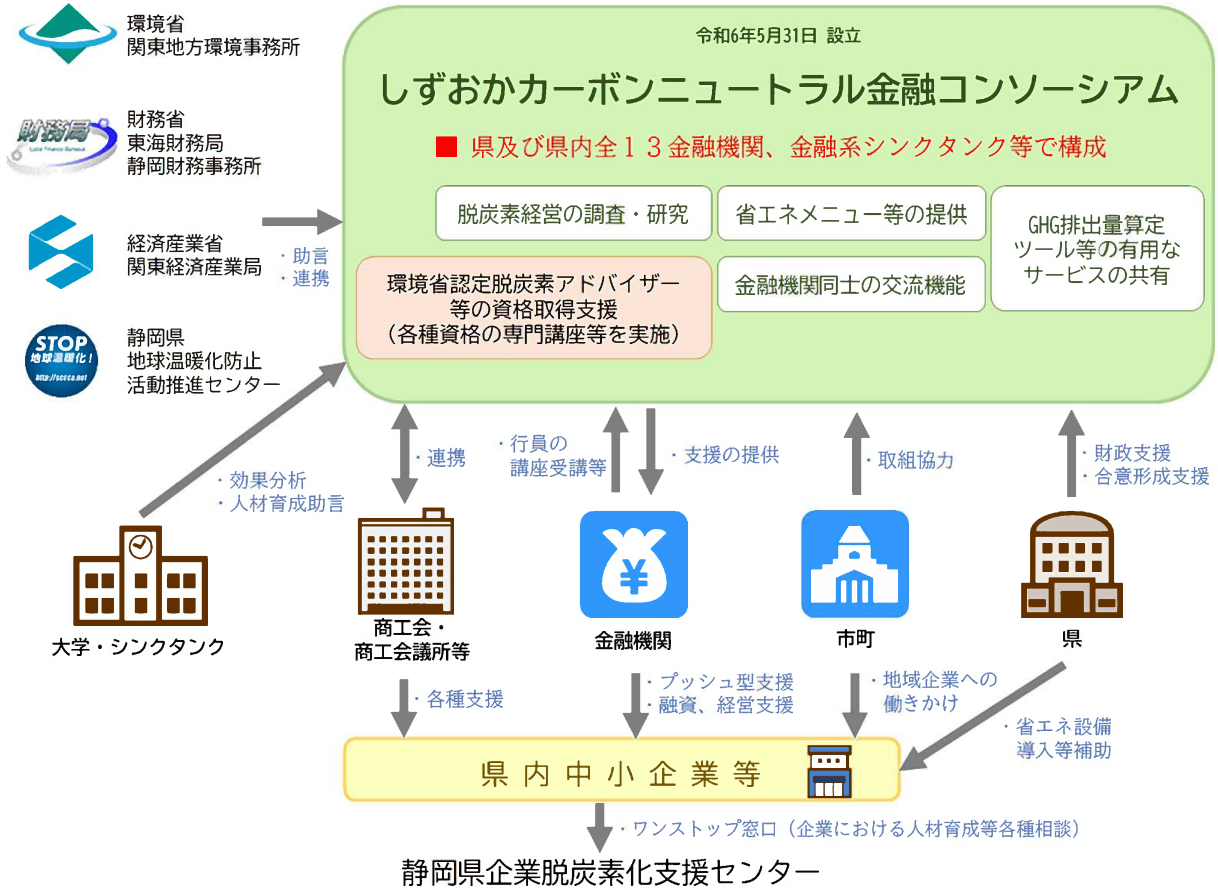 環境省
関東地方環境事務所
財務局
Local Finance Bureau
財務省
東海財務局
静岡財務事務所
経済産業省
関東経済産業局
STOP
地球温暖化!
http://sccca.net
静岡県
地球温暖化防止
活動推進センター
・助言
・連携
令和6年5月31日 設立
しずおかカーボンニュートラル金融コンソーシアム
■ 県及び県内全13金融機関、金融系シンクタンク等で構成
脱炭素経営の調査・研究
省エネメニュー等の提供
GHG排出量算定
ツール等の有用な
サービスの共有
環境省認定脱炭素アドバイザー
等の資格取得支援
(各種資格の専門講座等を実施)
金融機関同士の交流機能
・効果分析
・人材育成助言
・連携
・行員の
講座受講等
・支援の提供
・取組協力
・財政支援
・合意形成支援
大学・シンクタンク
商工会・
商工会議所等
¥
金融機関
市町
県
・各種支援
・プッシュ型支援
・融資、経営支援
・地域企業への
働きかけ
・省エネ設備
導入等補助
県内中小企業等
・ワンストップ窓口(企業における人材育成等各種相談)
静岡県企業脱炭素化支援センター